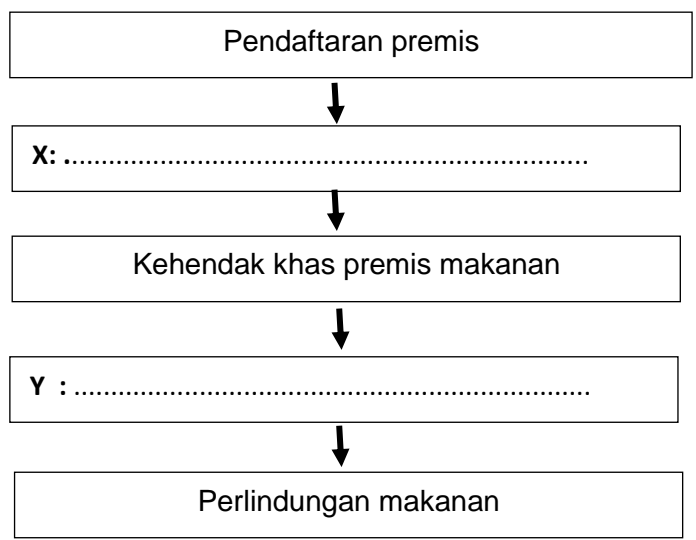 Pendaftaran premis
X: ......................................................................
Kehendak khas premis makanan
Y : ......................................................................
Perlindungan makanan